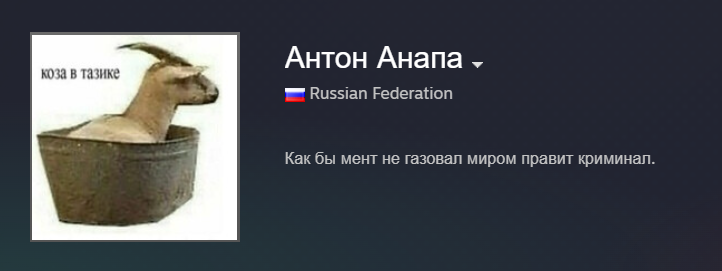 коза в тазике
Антон Анапа
Russian Federation
Как бы мент не газовал миром правит криминал.